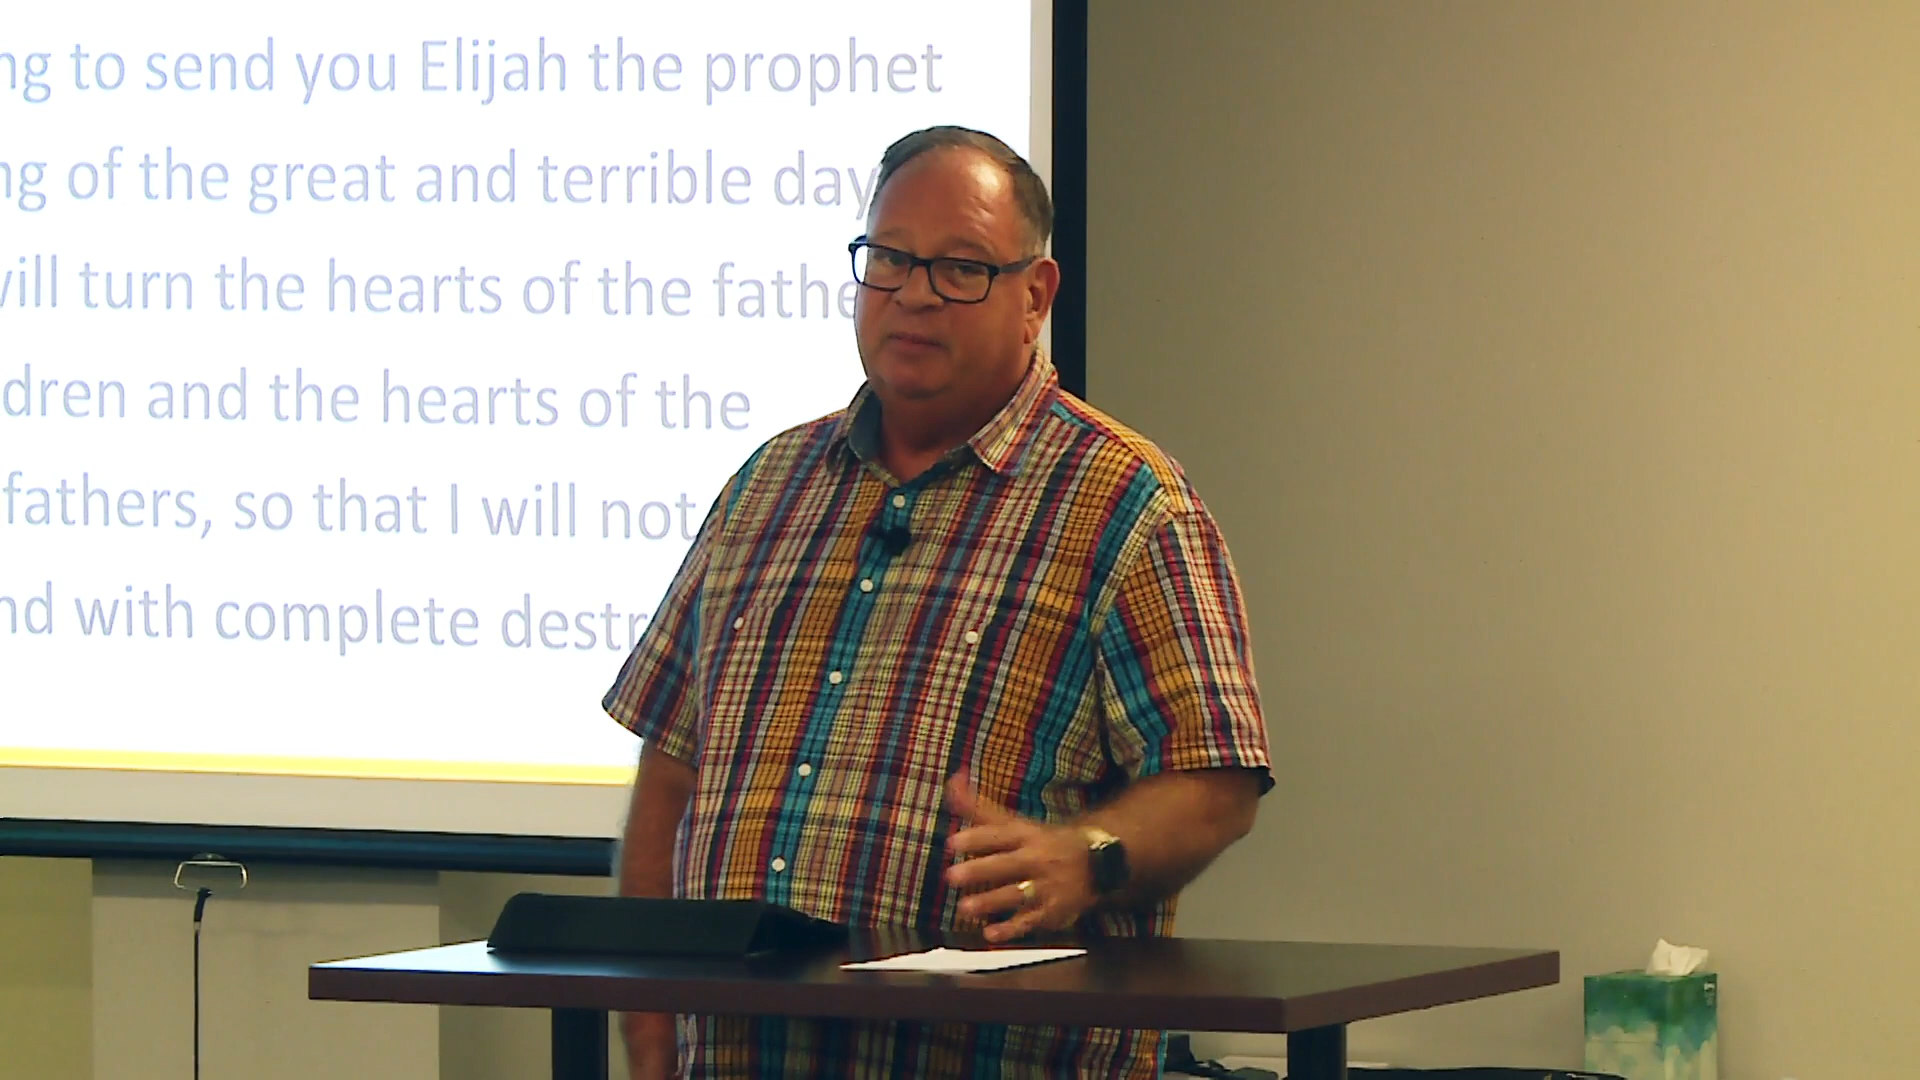 ng to send you Elijah the prophet
ng of the great and terrible day
will turn the hearts of the fathe
dren and the hearts of the
fathers, so that I will not
nd with complete destr